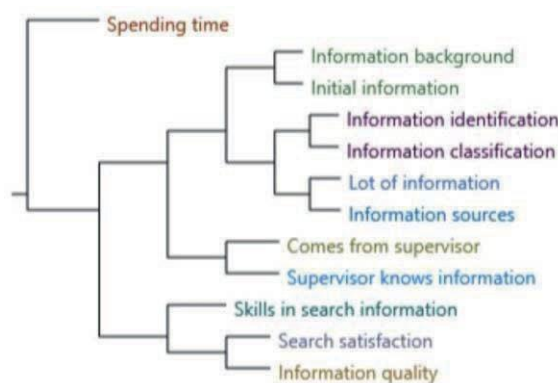 Spending time
Information background
Initial information
Information identification
Information classification
Lot of information
Information sources
Comes from supervisor
Supervisor knows information
Skills in search information
Search satisfaction
Information quality